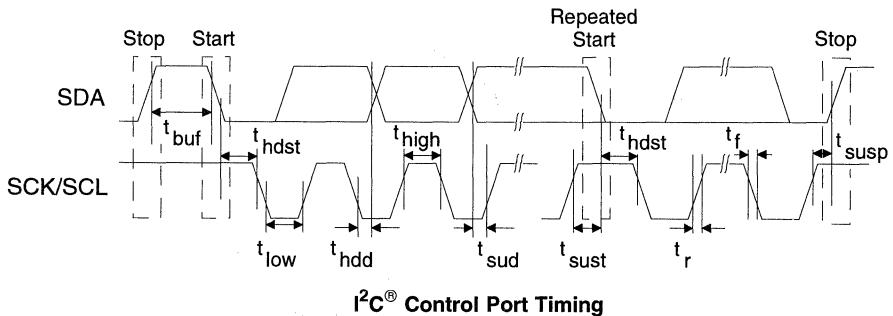 Repeated
Stop Start Start Stop
SDA
t buf
t hdst t high t hdst t f t susp
SCK/SCL
t low t hdd t sud t sust t r
I²C® Control Port Timing